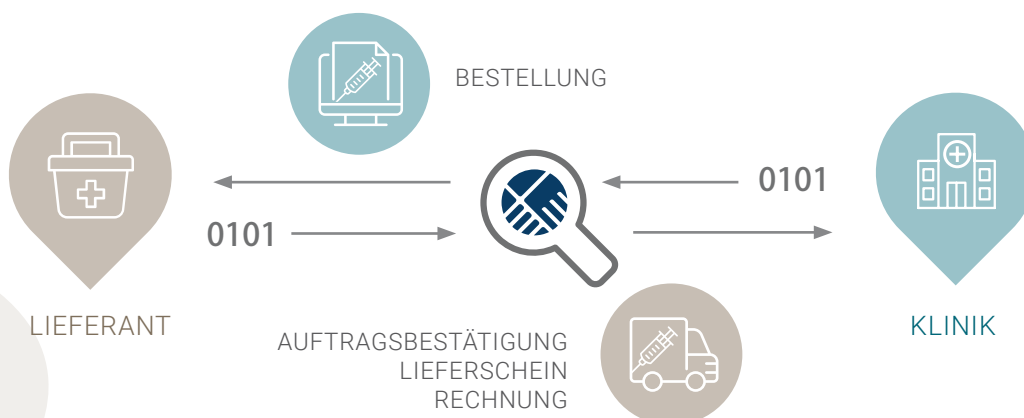 BESTELLUNG
0101
0101
LIEFERANT
KLINIK
AUFTRAGSBESTÄTIGUNG
LIEFERSCHEIN
RECHNUNG